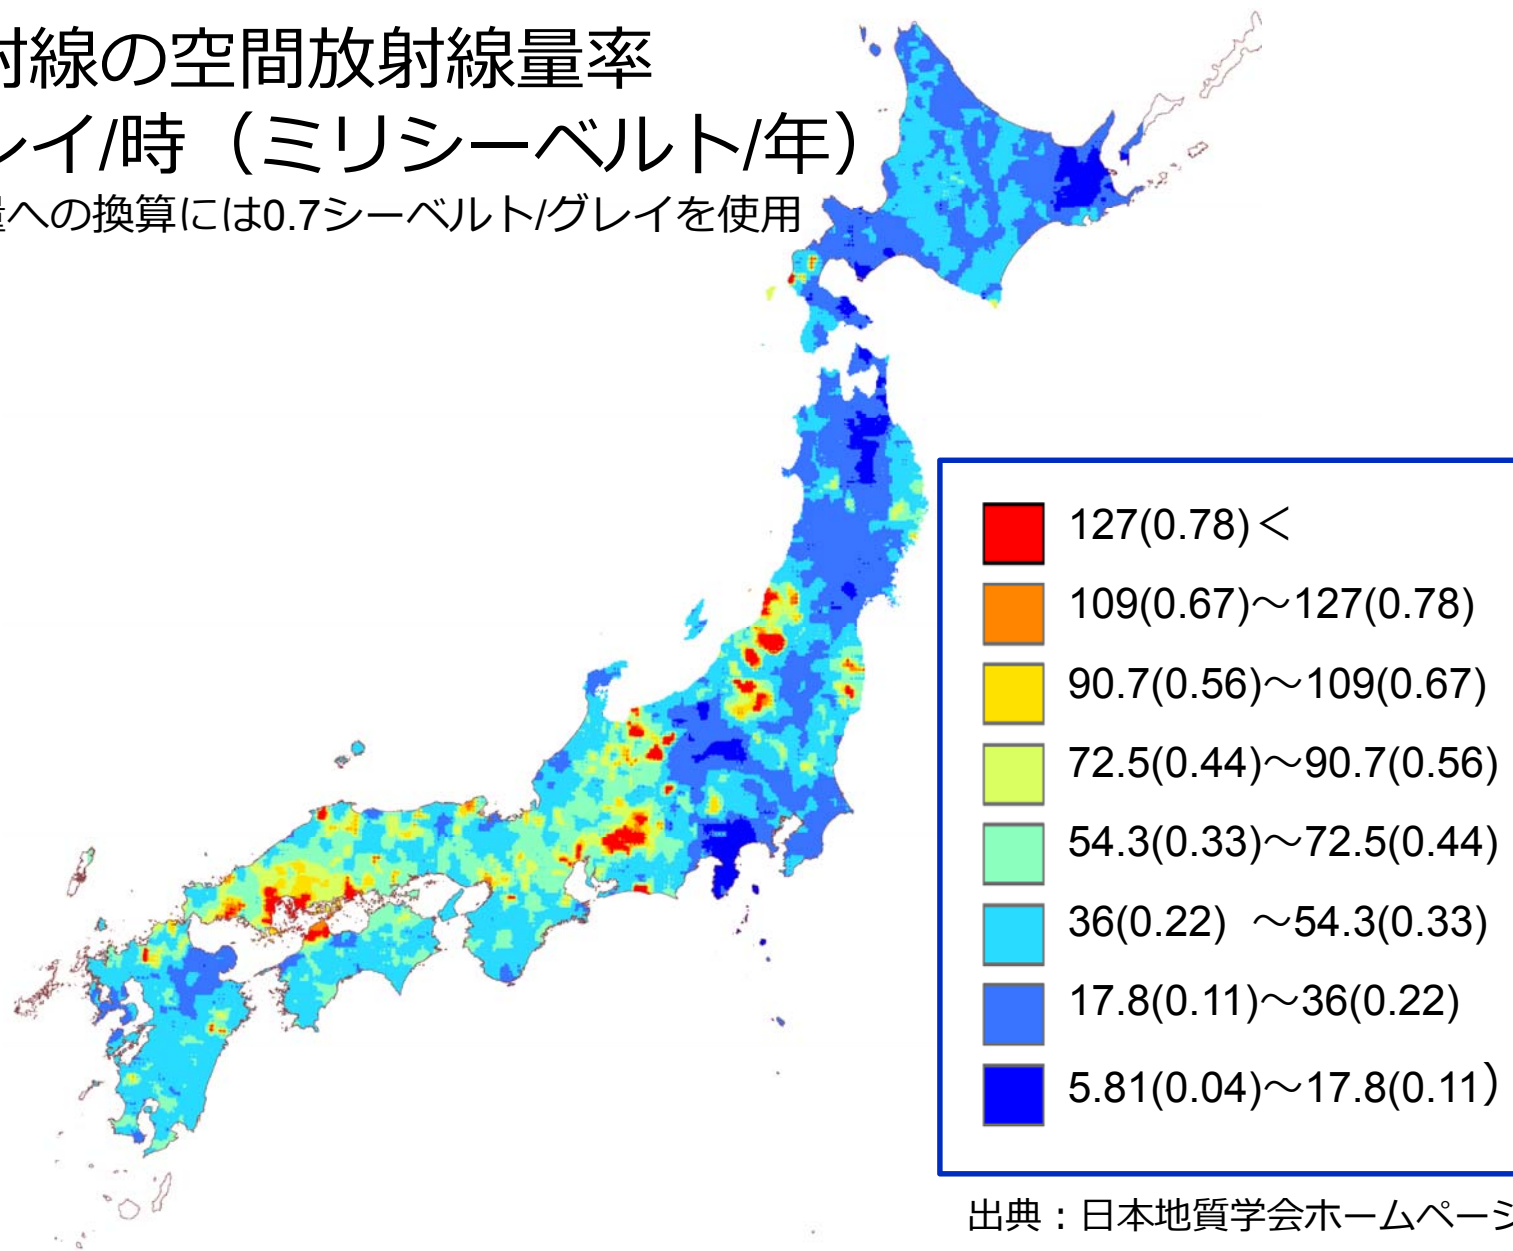 射線の空間放射線量率
レイ/時（ミリシーベルト/年）
量への換算には0.7シーベルト/グレイを使用
127(0.78)＜
109(0.67)～127(0.78)
90.7(0.56)～109(0.67)
72.5(0.44)～90.7(0.56)
54.3(0.33)～72.5(0.44)
36(0.22) ～54.3(0.33)
17.8(0.11)～36(0.22)
5.81(0.04)～17.8(0.11）
出典：日本地質学会ホームページ